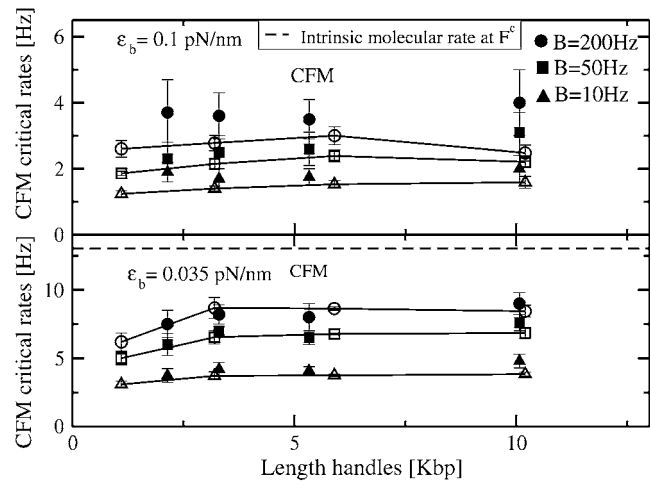 CFM critical rates [Hz]
6
4
2
0
ε_b = 0.1 pN/nm
Intrinsic molecular rate at F^c
CFM
B=200Hz
B=50Hz
B=10Hz
CFM critical rates [Hz]
10
5
0
ε_b = 0.035 pN/nm
CFM
0
5
10
Length handles [Kbp]